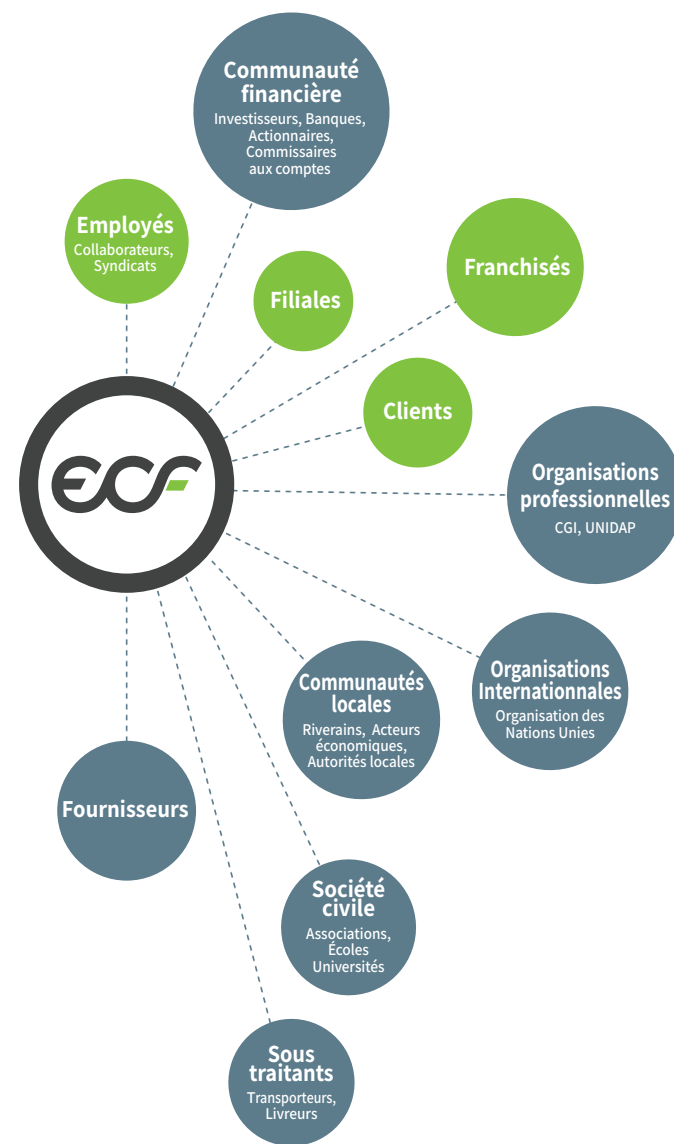 Communauté
financière
Investisseurs, Banques,
Actionnaires,
Commissaires
aux comptes
Employés
Collaborateurs,
Syndicats
Filiales
Franchisés
Clients
ECF
Organisations
professionnelles
CGI, UNIDAP
Organisations
Internationnales
Organisation des
Nations Unies
Communautés
locales
Riverains, Acteurs
économiques,
Autorités locales
Fournisseurs
Société
civile
Associations,
Écoles
Universités
Sous
traitants
Transporteurs,
Livreurs